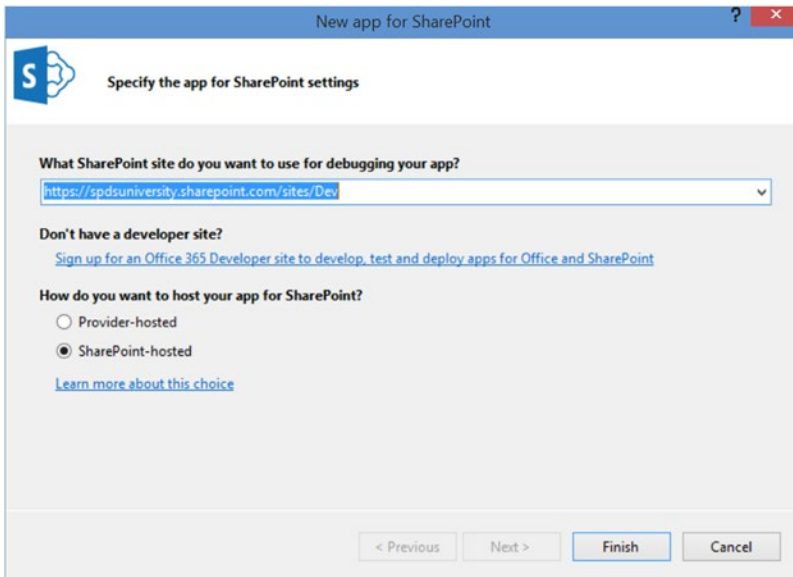 New app for SharePoint
?
S
Specify the app for SharePoint settings
What SharePoint site do you want to use for debugging your app?
https://spdsuniversity.sharepoint.com/sites/Dev
Don't have a developer site?
Sign up for an Office 365 Developer site to develop, test and deploy apps for Office and SharePoint
How do you want to host your app for SharePoint?
Provider-hosted
SharePoint-hosted
Learn more about this choice
< Previous Next > Finish Cancel